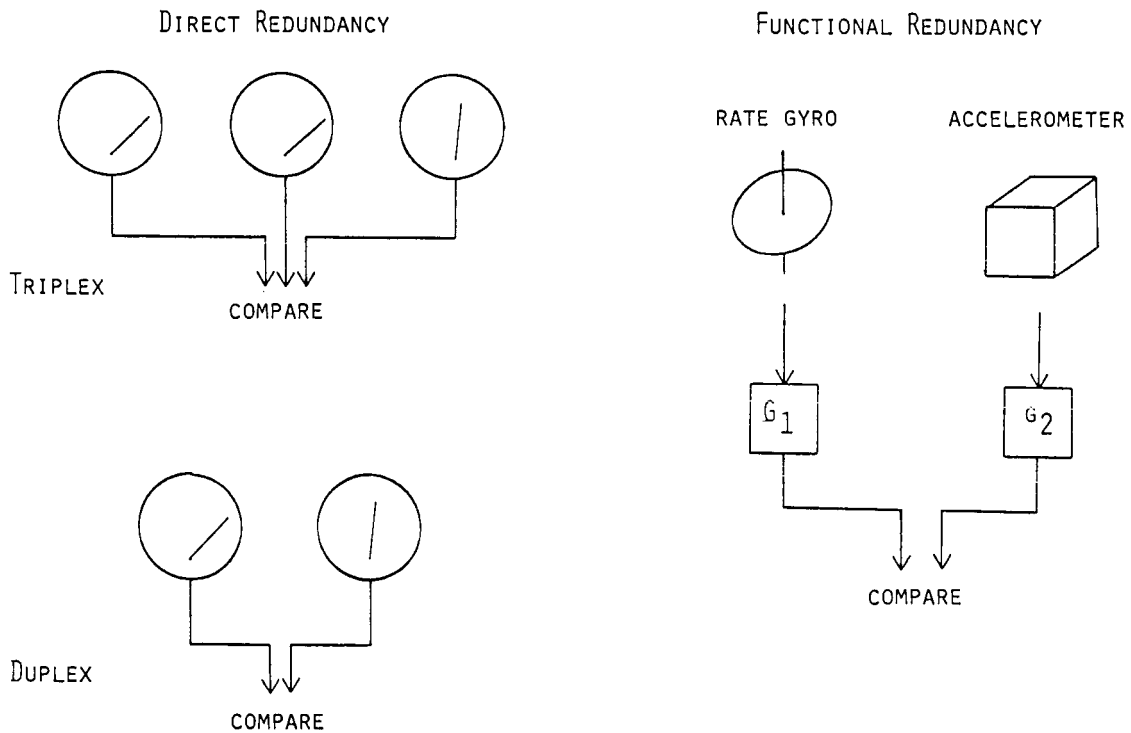 DIRECT REDUNDANCY
TRIPLEX
COMPARE
DUPLEX
COMPARE
FUNCTIONAL REDUNDANCY
RATE GYRO
ACCELEROMETER
G1
G2
COMPARE